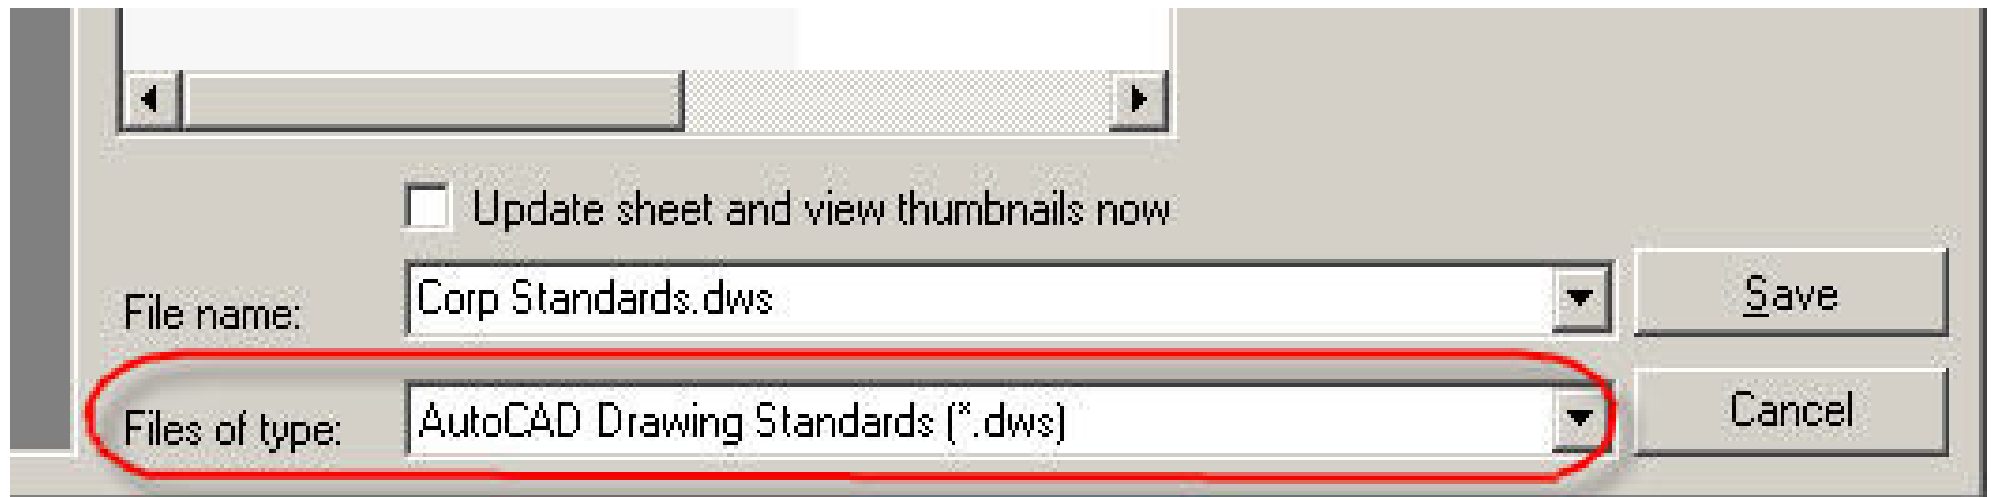 Update sheet and view thumbnails now
File name: Corp Standards.dws Save
Files of type: AutoCAD Drawing Standards (*.dws) Cancel